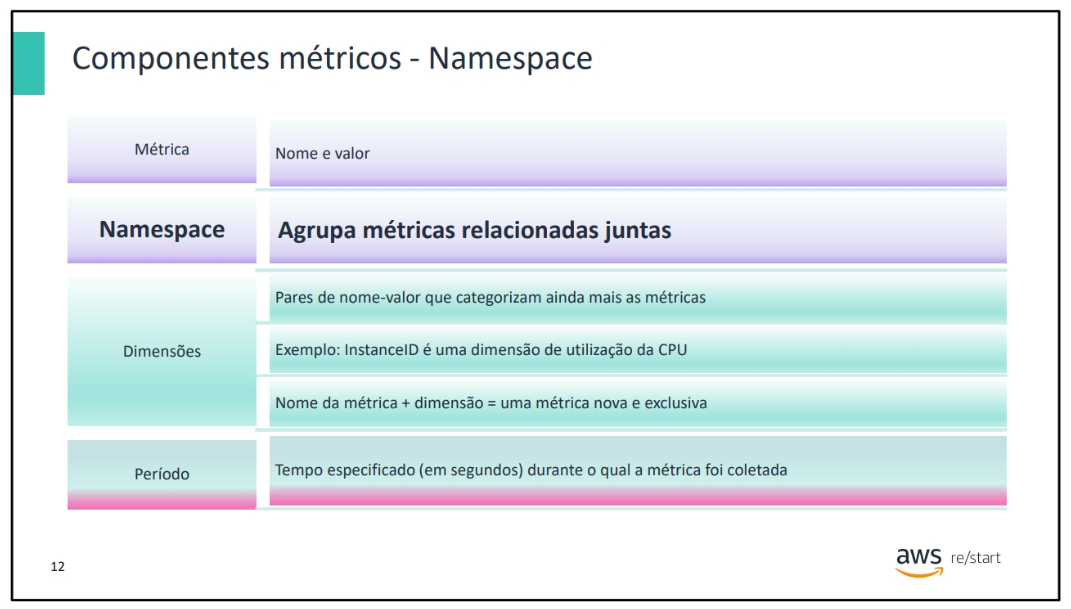 Componentes métricos - Namespace
Métrica
Nome e valor
Namespace
Agrupa métricas relacionadas juntas
Dimensões
Pares de nome-valor que categorizam ainda mais as métricas
Exemplo: InstanceID é uma dimensão de utilização da CPU
Nome da métrica + dimensão = uma métrica nova e exclusiva
Período
Tempo especificado (em segundos) durante o qual a métrica foi coletada
12
aws re/start